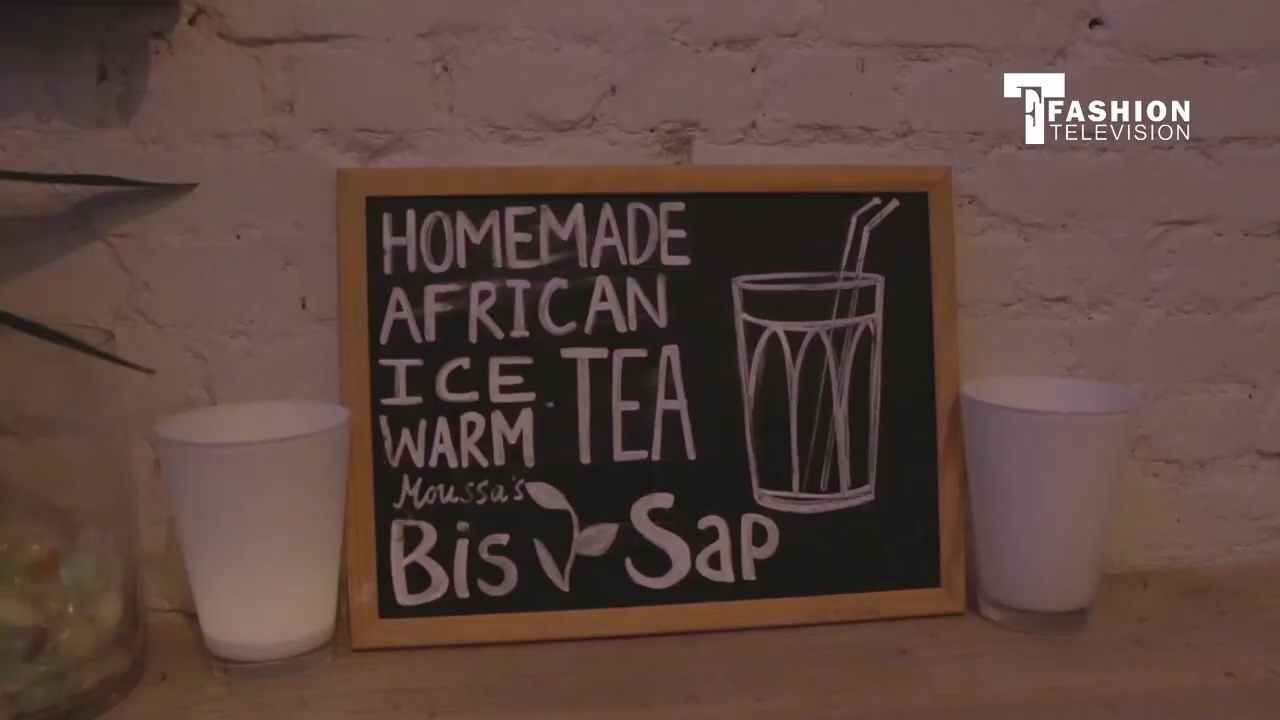 FASHION
TELEVISION
HOMEMADE
AFRICAN
ICE TEA
WARM
Moussa's
Bis Sap